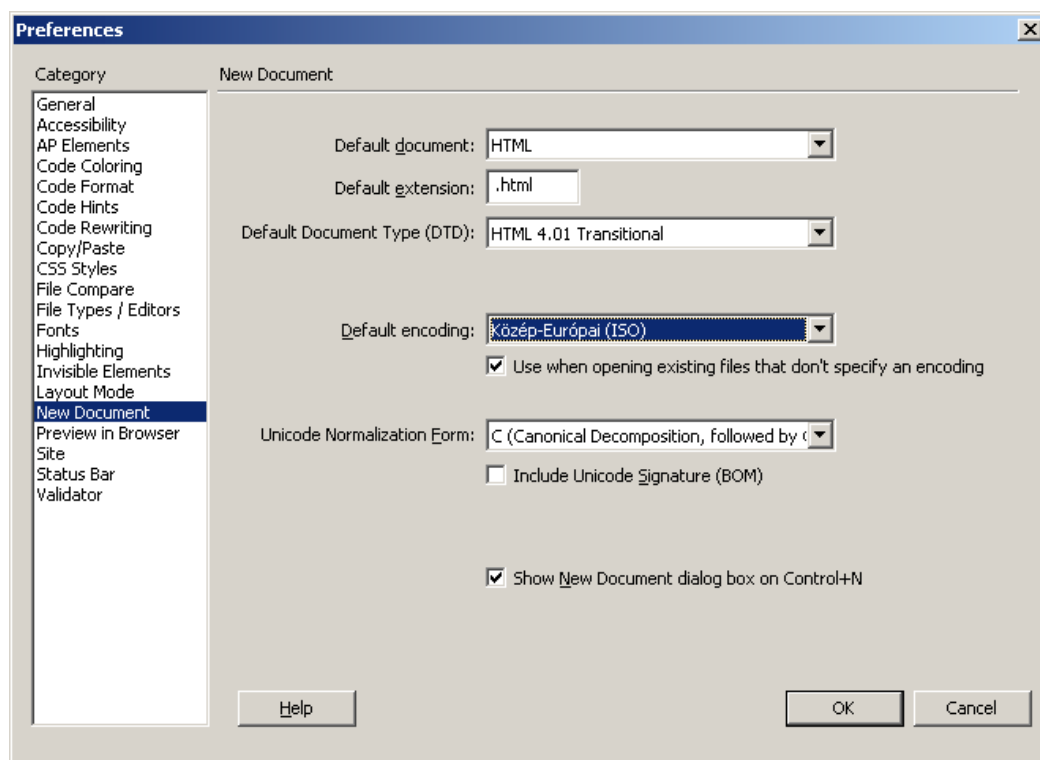 Preferences
Category
General
Accessibility
AP Elements
Code Coloring
Code Format
Code Hints
Code Rewriting
Copy/Paste
CSS Styles
File Compare
File Types / Editors
Fonts
Highlighting
Invisible Elements
Layout Mode
New Document
Preview in Browser
Site
Status Bar
Validator
New Document
Default document: HTML
Default extension: .html
Default Document Type (DTD): HTML 4.01 Transitional
Default encoding: Közép-Európai (ISO)
Use when opening existing files that don't specify an encoding
Unicode Normalization Form: C (Canonical Decomposition, followed by
Include Unicode Signature (BOM)
Show New Document dialog box on Control+N
Help
OK
Cancel